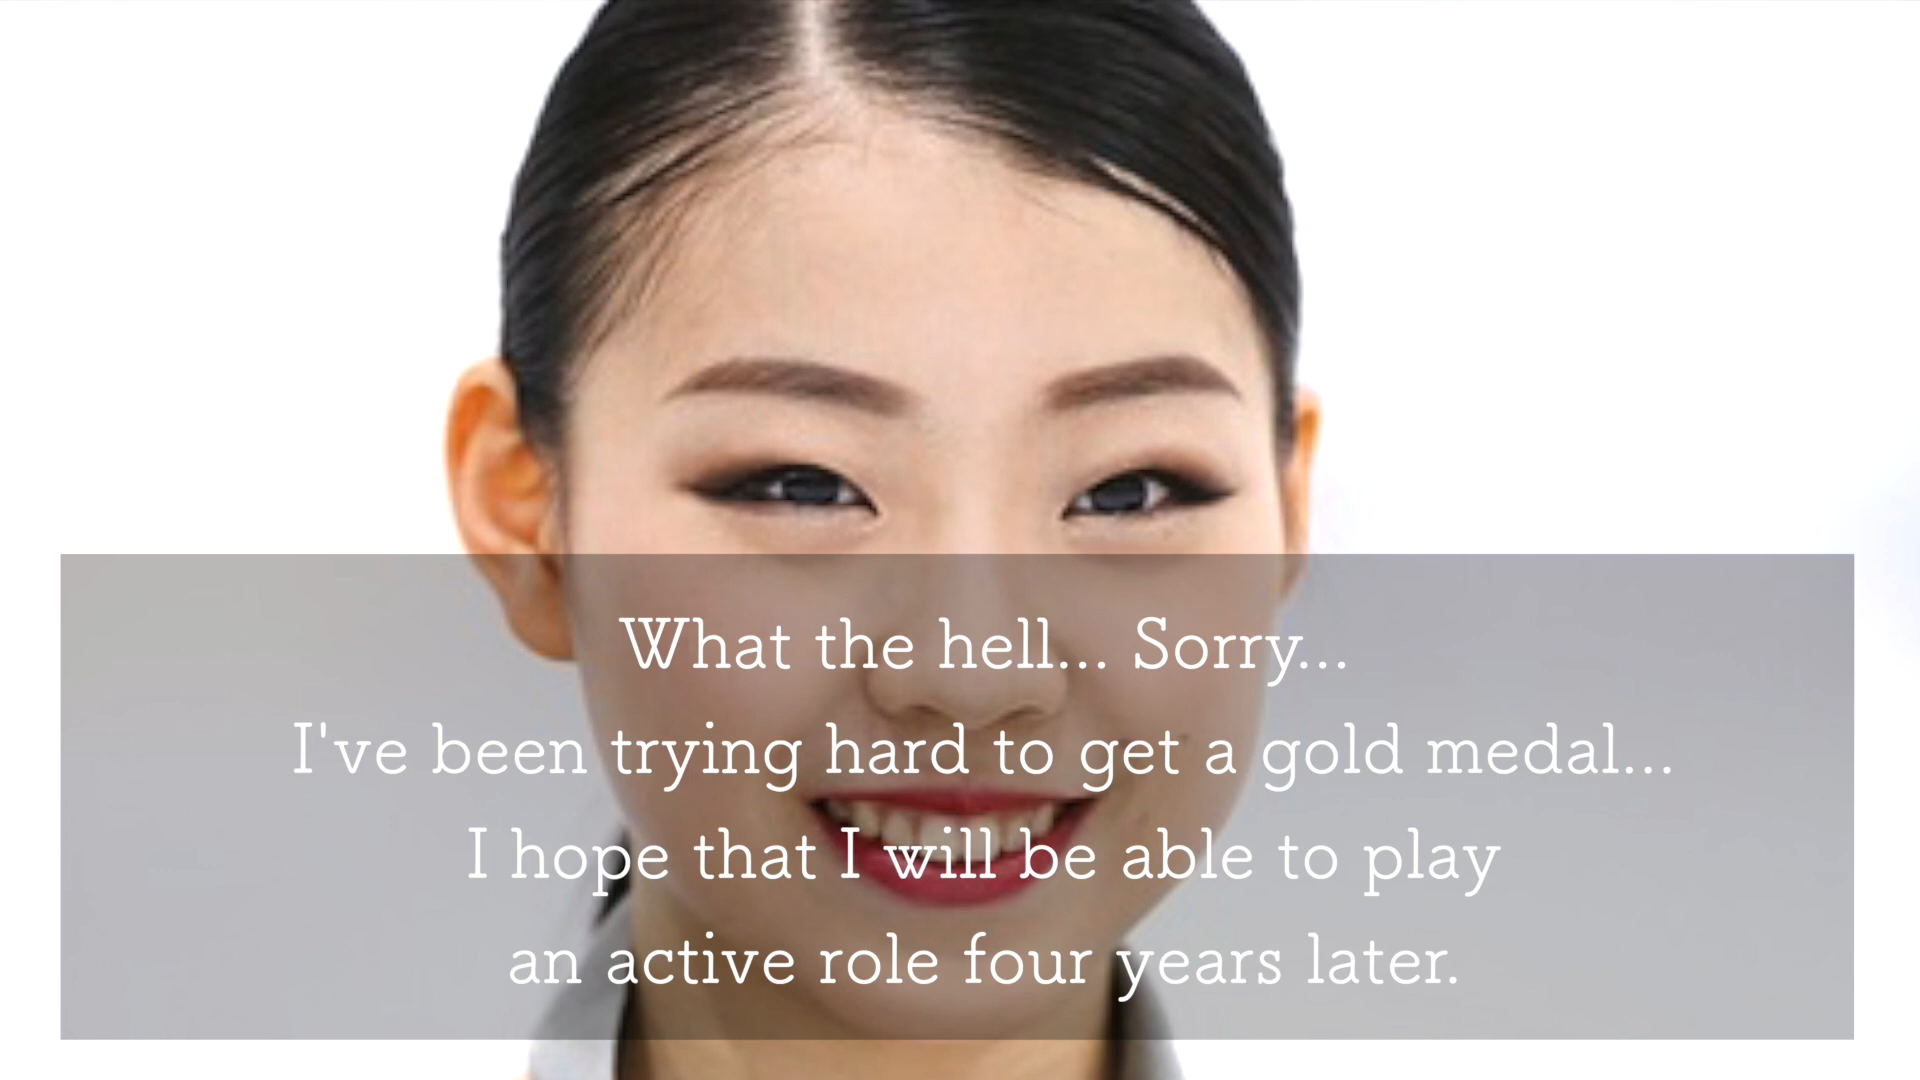 What the hell... Sorry...
I've been trying hard to get a gold medal...
I hope that I will be able to play
an active role four years later.